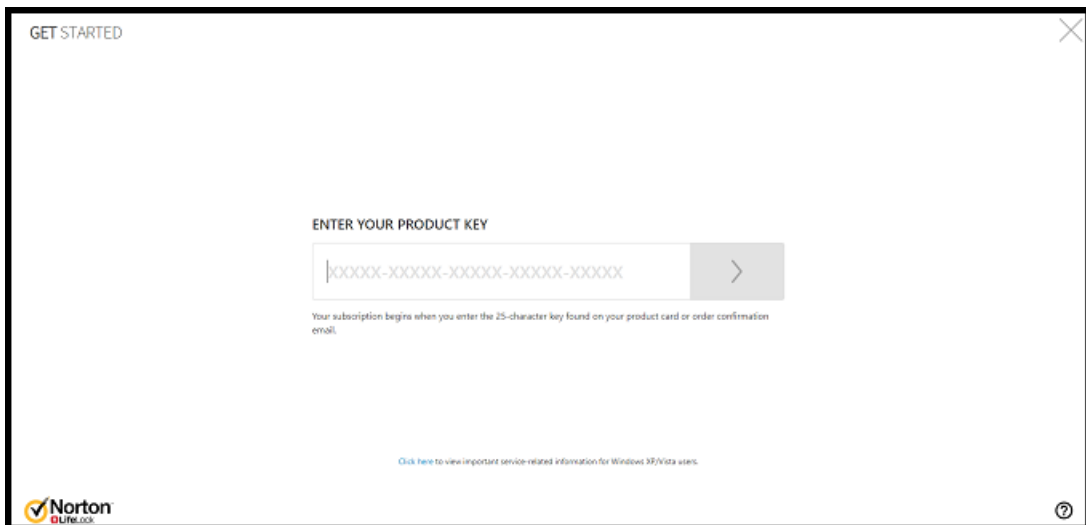 GET STARTED
ENTER YOUR PRODUCT KEY
XXXXX-XXXXX-XXXXX-XXXXX-XXXXX
Your subscription begins when you enter the 25-character key found on your product card or order confirmation
email.
Click here to view important service-related information for Windows XP/Vista users.
Norton
LifeLock
?